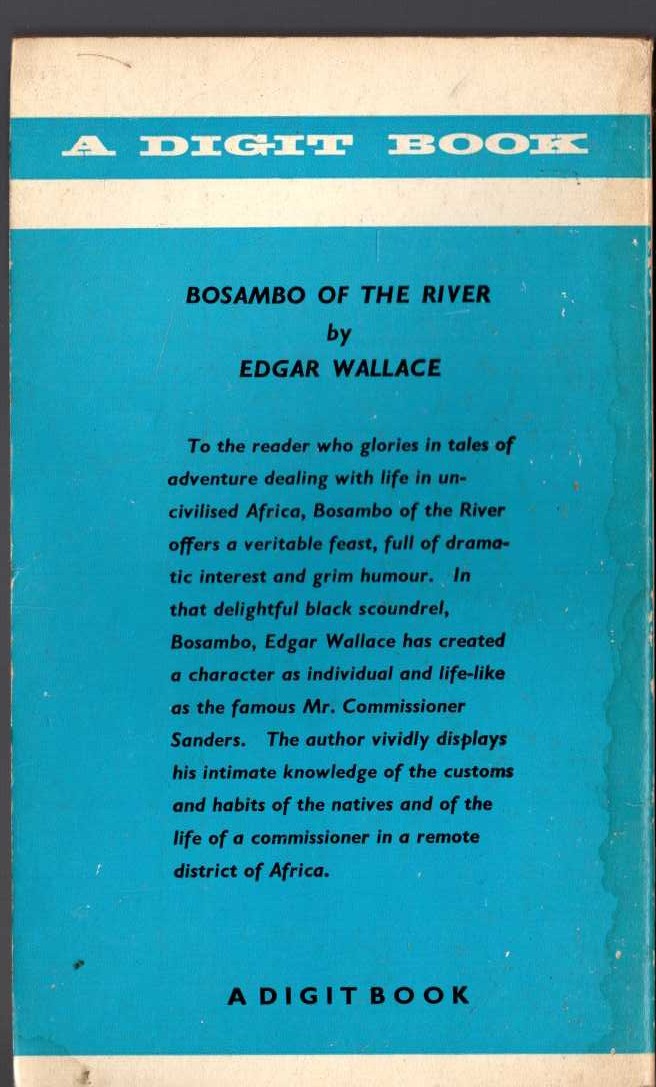 A DIGIT BOOK
BOSAMBO OF THE RIVER
by
EDGAR WALLACE
To the reader who glories in tales of
adventure dealing with life in un-
civilised Africa, Bosambo of the River
offers a veritable feast, full of drama-
tic interest and grim humour. In
that delightful black scoundrel,
Bosambo, Edgar Wallace has created
a character as individual and life-like
as the famous Mr. Commissioner
Sanders. The author vividly displays
his intimate knowledge of the customs
and habits of the natives and of the
life of a commissioner in a remote
district of Africa.
A DIGIT BOOK